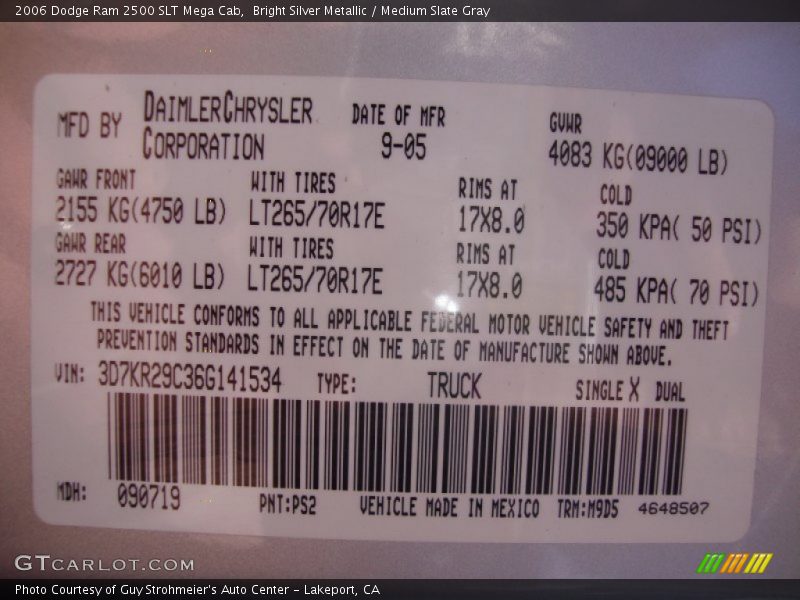 2006 Dodge Ram 2500 SLT Mega Cab,  Bright Silver Metallic / Medium Slate Gray
MFD BY DAIMLERCHRYSLER CORPORATION
DATE OF MFR 9-05
GVWR 4083 KG(09000 LB)
GAWR FRONT WITH TIRES RIMS AT COLD
2155 KG(4750 LB) LT265/70R17E 17X8.0 350 KPA( 50 PSI)
GAWR REAR WITH TIRES RIMS AT COLD
2727 KG(6010 LB) LT265/70R17E 17X8.0 485 KPA( 70 PSI)
THIS VEHICLE CONFORMS TO ALL APPLICABLE FEDERAL MOTOR VEHICLE SAFETY AND THEFT
PREVENTION STANDARDS IN EFFECT ON THE DATE OF MANUFACTURE SHOWN ABOVE.
VIN: 3D7KR29C36G141534 TYPE: TRUCK SINGLE X DUAL
MDH: 090719 PNT:PS2 VEHICLE MADE IN MEXICO TRM:M9D5 4648507
GTCARLOT.COM
Photo Courtesy of Guy Strohmeier's Auto Center – Lakeport, CA